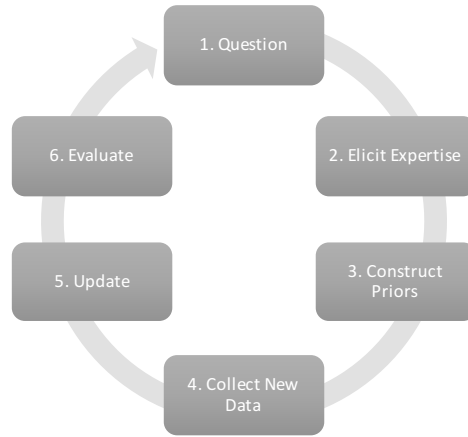 1. Question
2. Elicit Expertise
3. Construct
Priors
4. Collect New
Data
5. Update
6. Evaluate